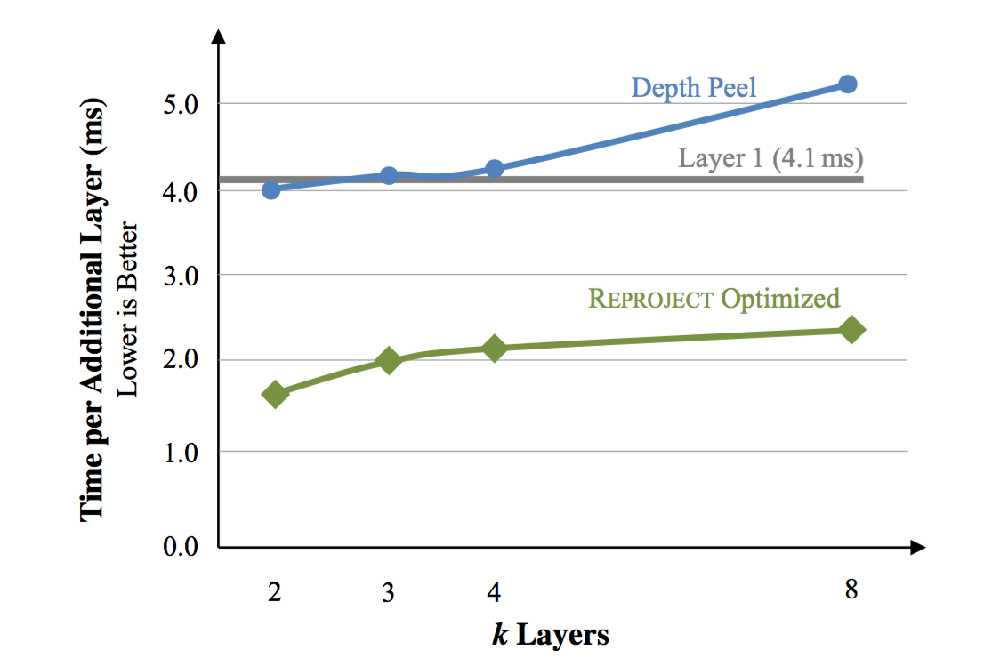 Time per Additional Layer (ms)
Lower is Better
5.0
4.0
3.0
2.0
1.0
0.0
Depth Peel
Layer 1 (4.1 ms)
REPROJECT Optimized
2 3 4 8
k Layers